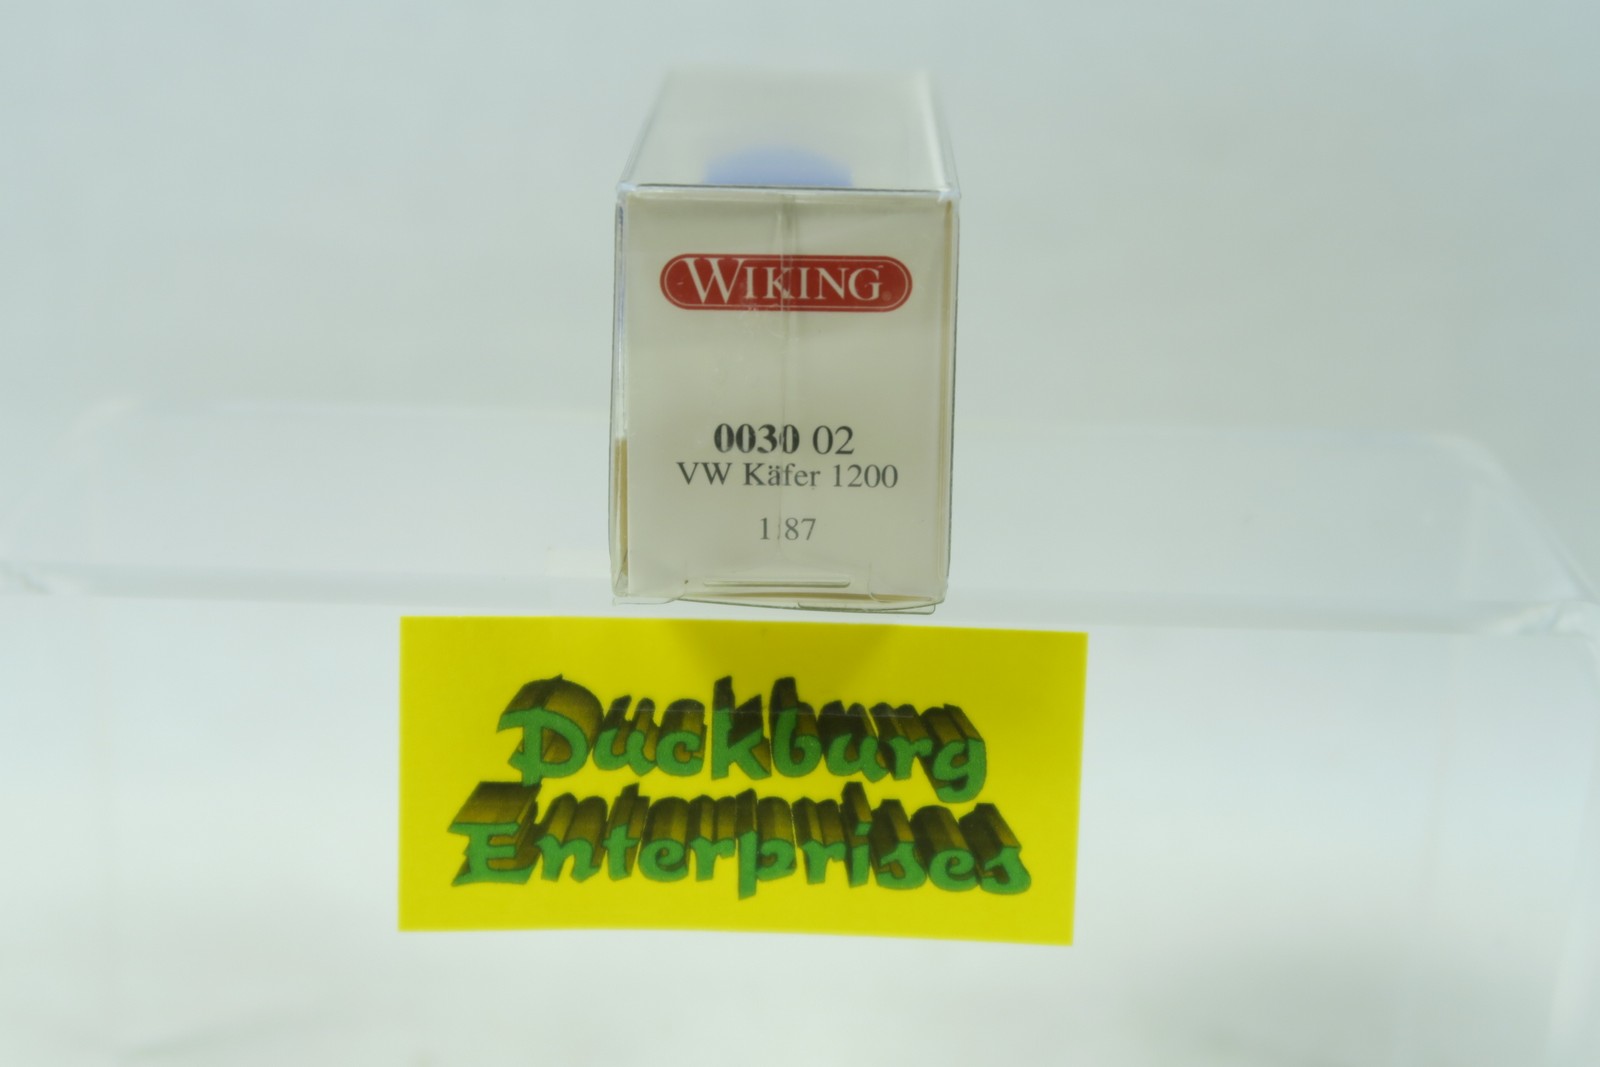 WIKING
0030 02
VW Käfer 1200
1:87
Duckburg
Enterprises